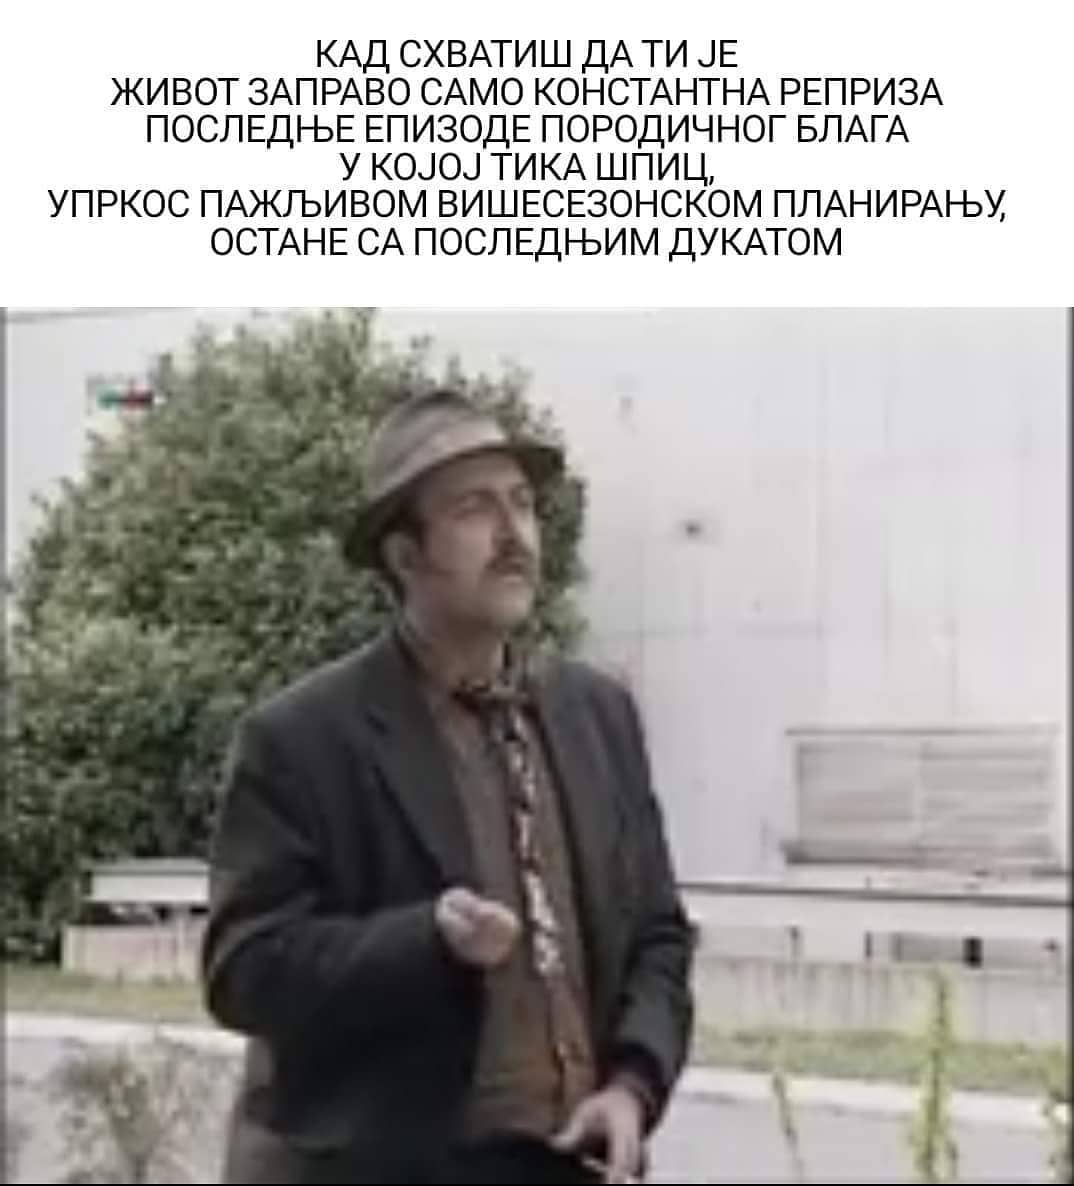 КАД СХВАТИШ ДА ТИ ЈЕ
ЖИВОТ ЗАПРАВО САМО КОНСТАНТНА РЕПРИЗА
ПОСЛЕДЊЕ ЕПИЗОДЕ ПОРОДИЧНОГ БЛАГА
У КОЈОЈ ТИКА ШПИЦ,
УПРКОС ПАЖЉИВОМ ВИШЕСЕЗОНСКОМ ПЛАНИРАЊУ,
ОСТАНЕ СА ПОСЛЕДЊИМ ДУКАТОМ